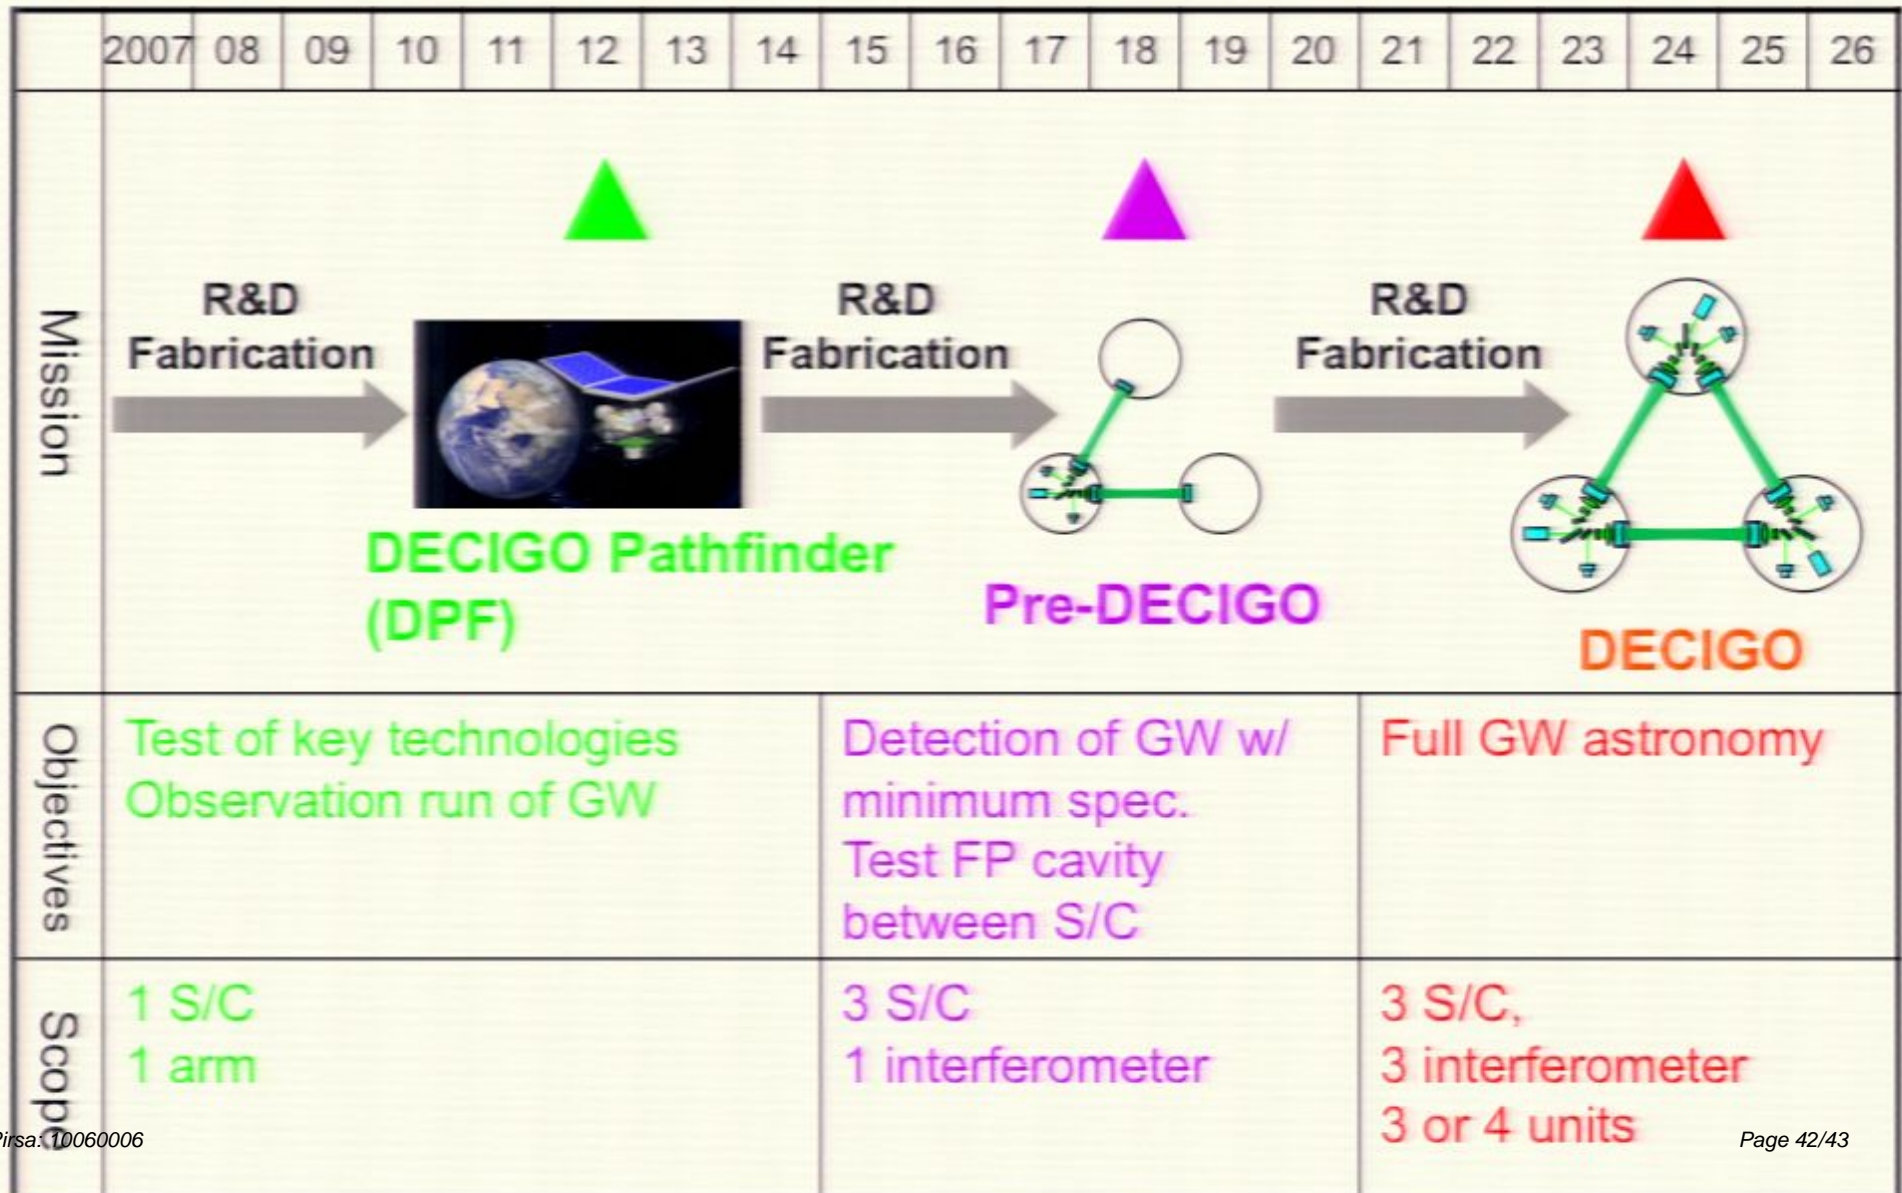 2007 08 09 10 11 12 13 14 15 16 17 18 19 20 21 22 23 24 25 26
Mission
R&D
Fabrication
R&D
Fabrication
R&D
Fabrication
DECIGO Pathfinder
(DPF)
Pre-DECIGO
DECIGO
Objectives
Test of key technologies
Observation run of GW
Detection of GW w/
minimum spec.
Test FP cavity
between S/C
Full GW astronomy
Scope
1 S/C
1 arm
3 S/C
1 interferometer
3 S/C,
3 interferometer
3 or 4 units
Pirsa: 10060006
Page 42/43